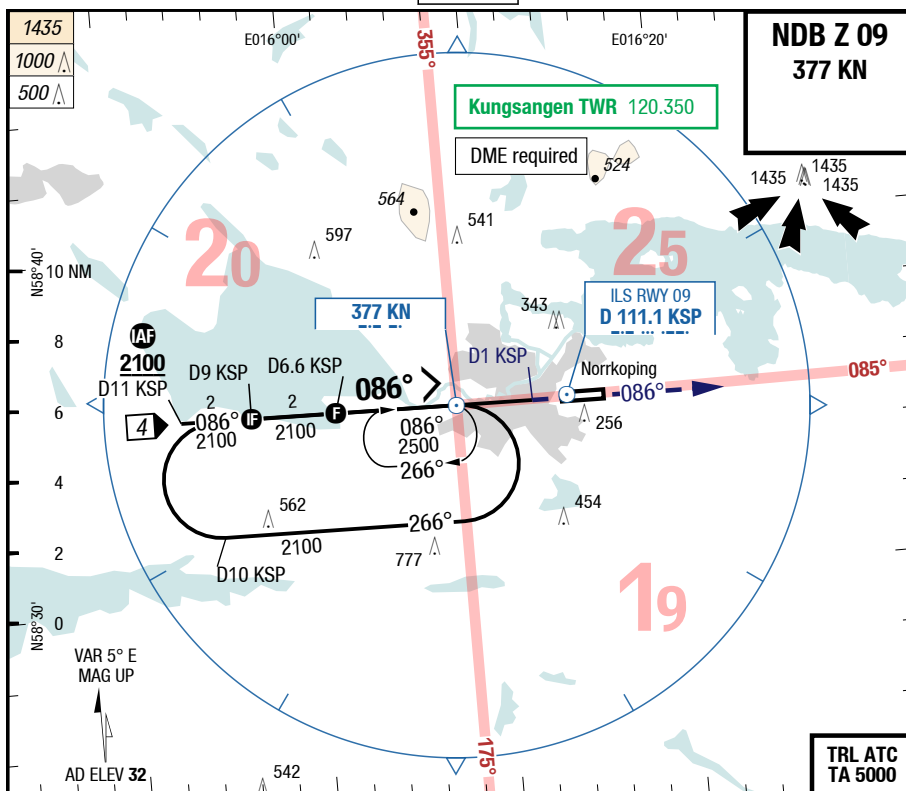 1435
1000
500
E016°00'
355°
E016°20'
NDB Z 09
377 KN
Kungsangen TWR 120.350
DME required
524
1435
1435
1435
564
541
597
20
25
N58°40'
10 NM
377 KN
ILS RWY 09
D 111.1 KSP
343
IAF
2100
D11 KSP
8
D9 KSP
D6.6 KSP
086°
D1 KSP
Norrkoping
085°
086°
6
4
2
086°
2100
IF
2
2100
F
086°
2500
266°
256
4
562
266°
2100
454
777
2
D10 KSP
19
N58°30'
0
VAR 5° E
MAG UP
AD ELEV 32
542
175°
TRL ATC
TA 5000